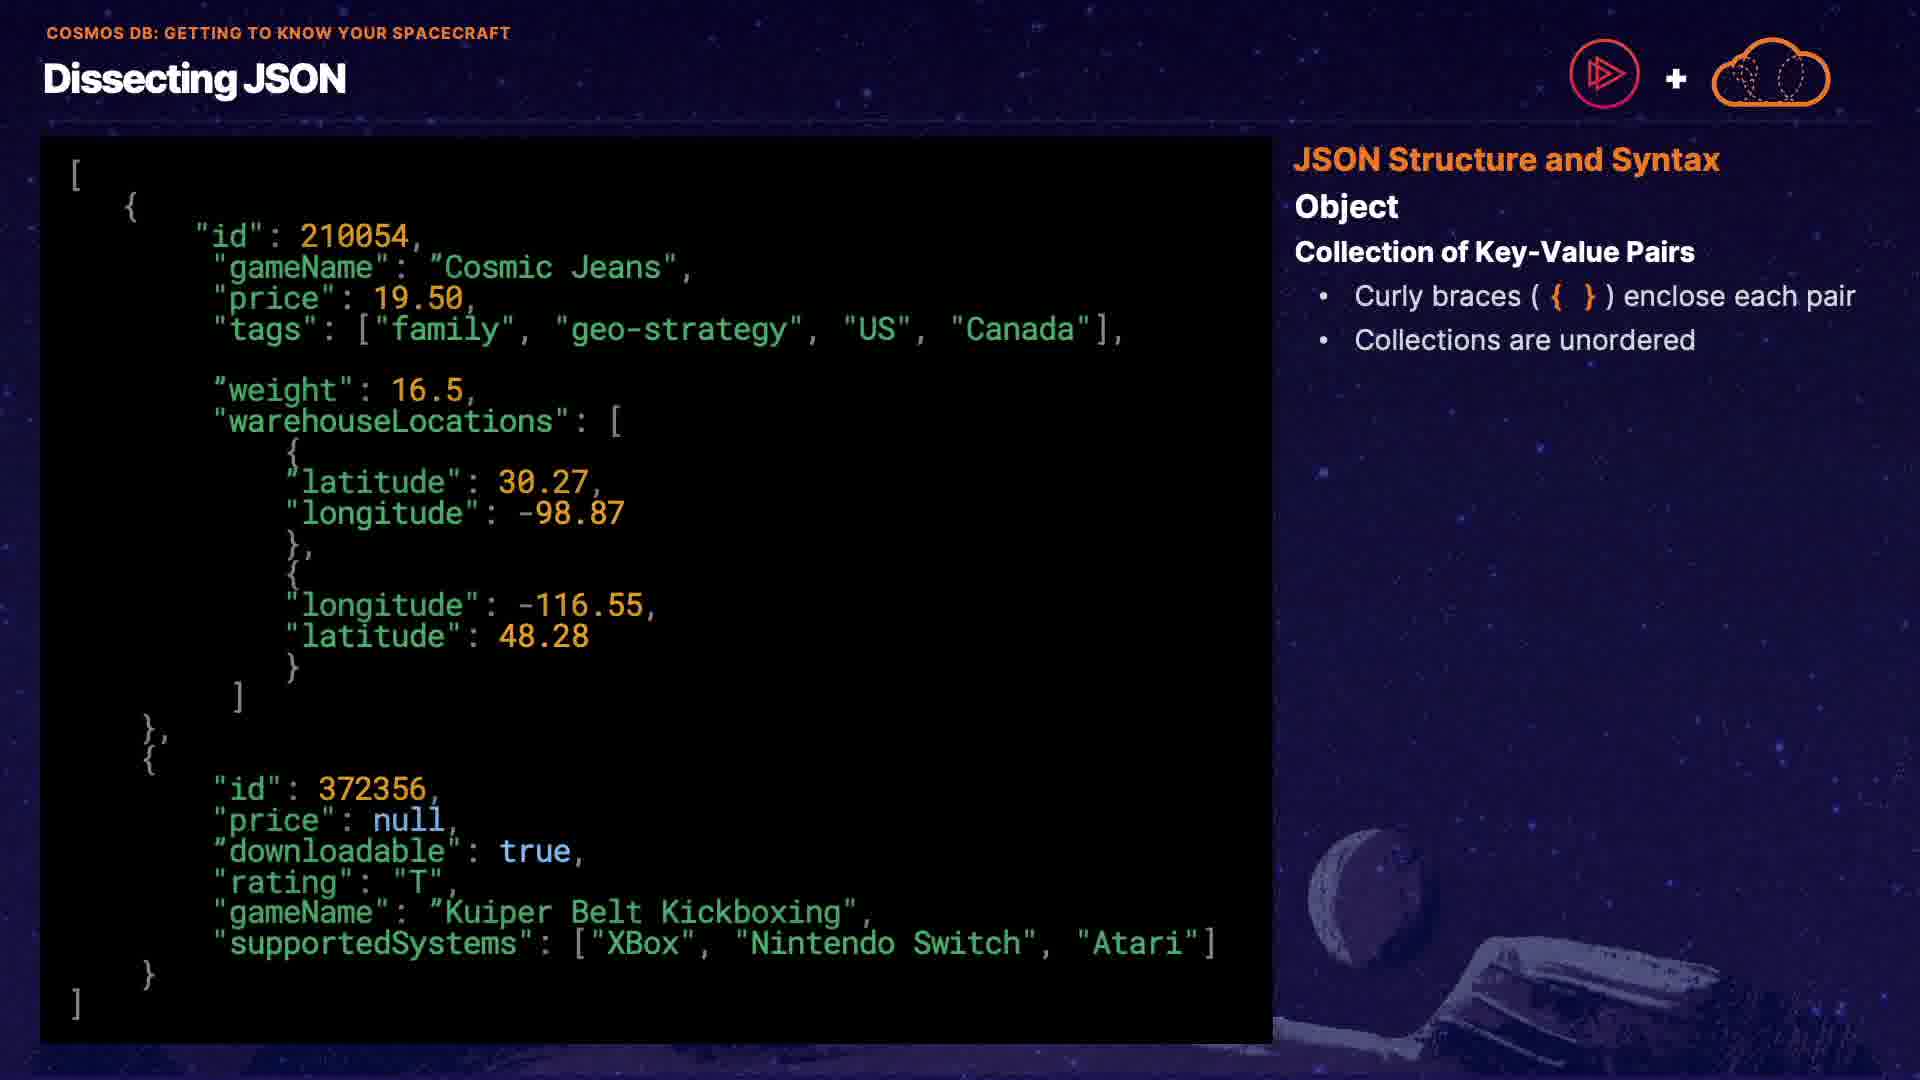 COSMOS DB: GETTING TO KNOW YOUR SPACECRAFT
Dissecting JSON
+
[
{
"id": 210054,
"gameName": ”Cosmic Jeans",
"price": 19.50,
"tags": ["family", "geo-strategy", "US", "Canada"],
”weight": 16.5,
"warehouseLocations": [
{
”latitude": 30.27,
"longitude": -98.87
},
{
"longitude": -116.55,
"latitude": 48.28
}
]
},
{
"id": 372356,
"price": null,
”downloadable": true,
"rating": "T",
"gameName": ”Kuiper Belt Kickboxing",
"supportedSystems": ["XBox", "Nintendo Switch", "Atari"]
}
]
JSON Structure and Syntax
Object
Collection of Key-Value Pairs
• Curly braces ( { } ) enclose each pair
• Collections are unordered